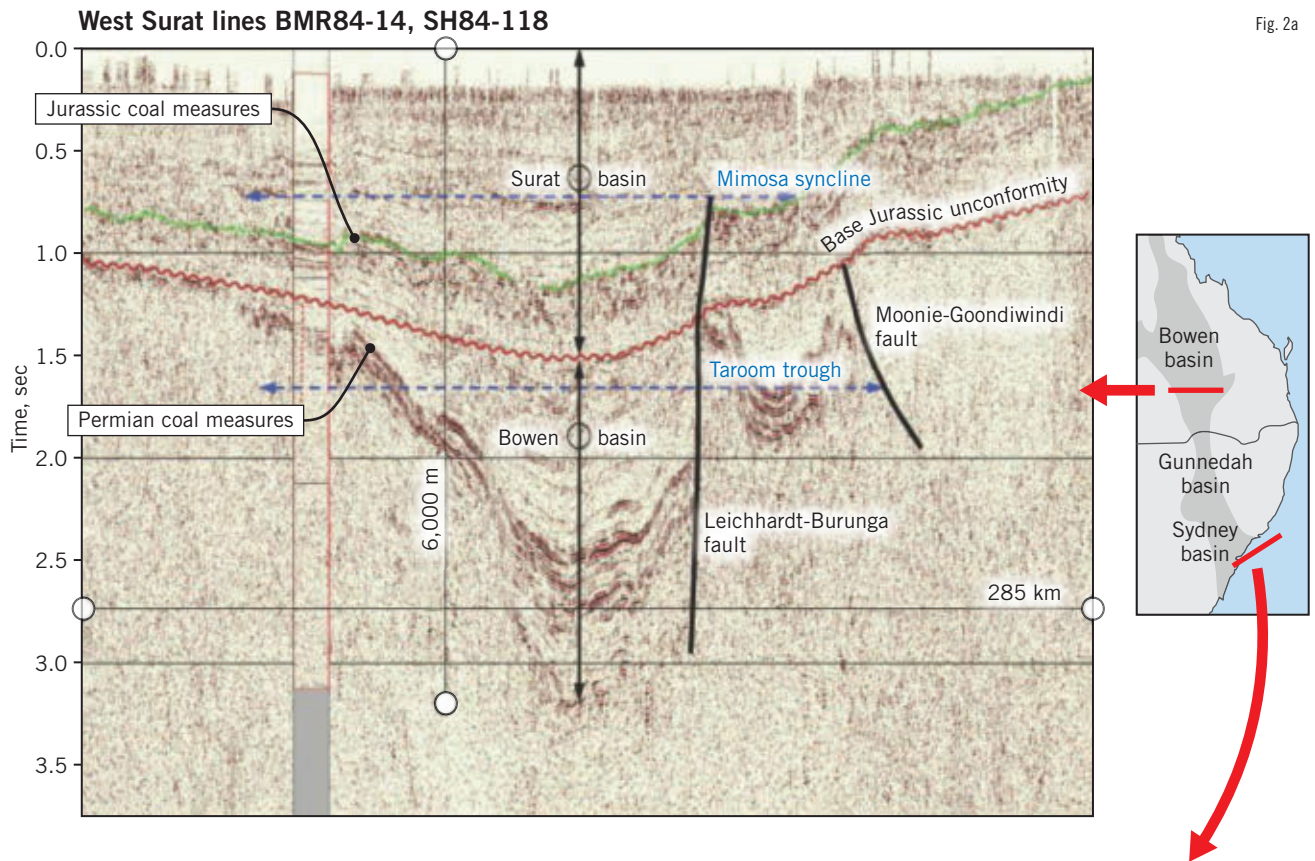 West Surat lines BMR84-14, SH84-118
Fig. 2a
0.0
0.5
1.0
1.5
2.0
2.5
3.0
3.5
Time, sec
Jurassic coal measures
Surat basin
Mimosa syncline
Base Jurassic unconformity
Moonie-Goondiwindi
fault
Taroom trough
Permian coal measures
Bowen basin
6,000 m
Leichhardt-Burunga
fault
285 km
Bowen
basin
Gunnedah
basin
Sydney
basin